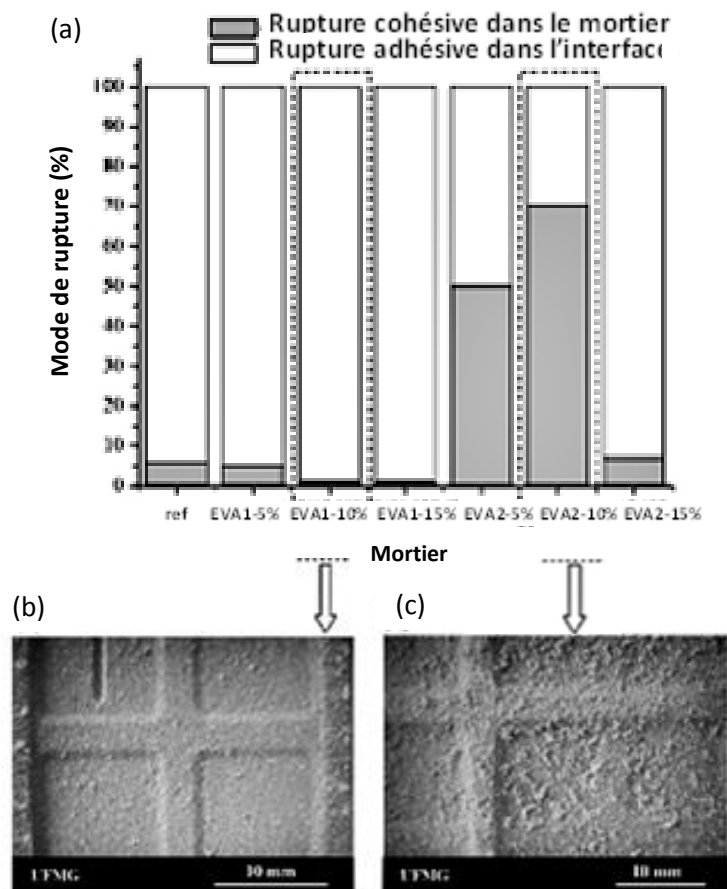 (a)
Rupture cohésive dans le mortier
Rupture adhésive dans l'interface
Mode de rupture (%)
100
90
80
70
60
50
40
30
20
10
0
ref EVA1-5% EVA1-10% EVA1-15% EVA2-5% EVA2-10% EVA2-15%
Mortier
(b)
(c)
UFMG 10 mm
UFMG 10 mm